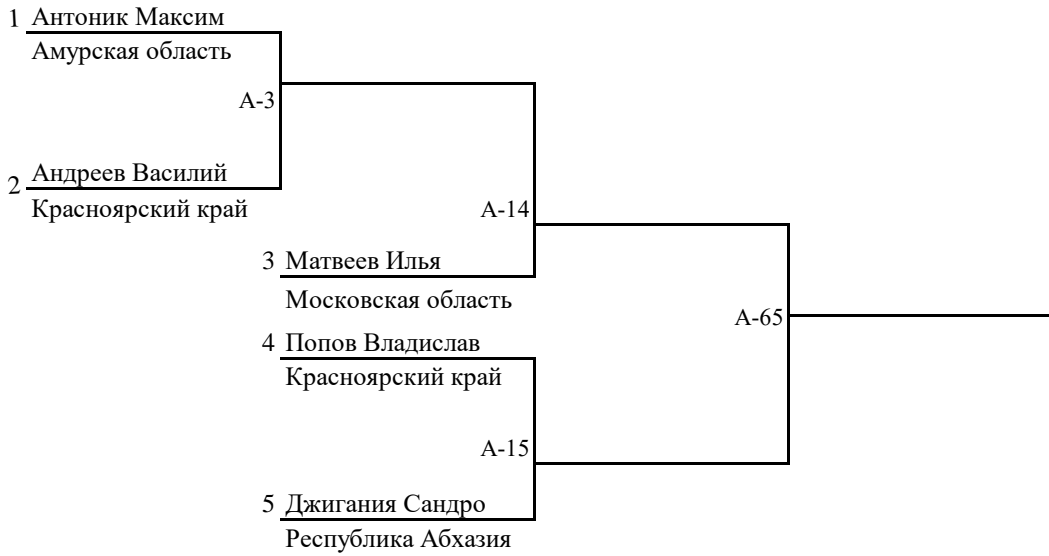 1 Антоник Максим
Амурская область
А-3
2 Андреев Василий
Красноярский край
А-14
3 Матвеев Илья
Московская область
А-65
4 Попов Владислав
Красноярский край
А-15
5 Джигания Сандро
Республика Абхазия